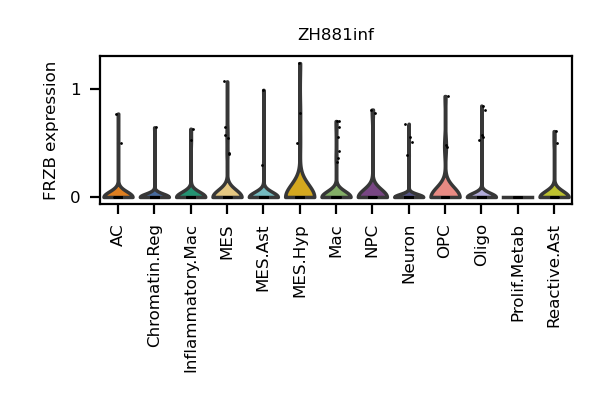 ZH881inf
FRZB expression
1
0
AC
Chromatin.Reg
Inflammatory.Mac
MES
MES.Ast
MES.Hyp
Mac
NPC
Neuron
OPC
Oligo
Prolif.Metab
Reactive.Ast